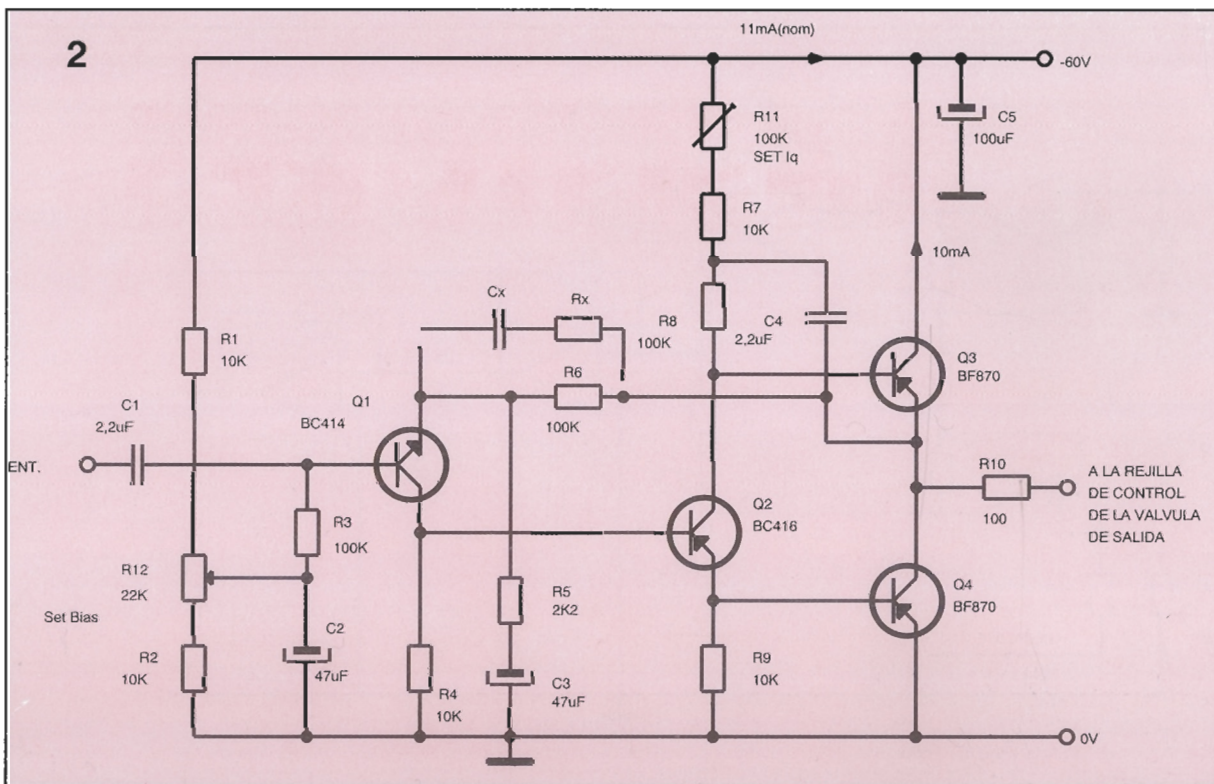 2
11mA(nom)
-60V
R11
100K
SET Iq
C5
100uF
R7
10K
10mA
Cx
Rx
R8
100K
C4
2,2uF
R1
10K
R6
100K
Q3
BF870
C1
2,2uF
Q1
BC414
ENT.
R10
100
A LA REJILLA
DE CONTROL
DE LA VALVULA
DE SALIDA
R3
100K
Q2
BC416
R12
22K
Set Bias
R5
2K2
Q4
BF870
C2
47uF
R2
10K
R4
10K
C3
47uF
R9
10K
0V